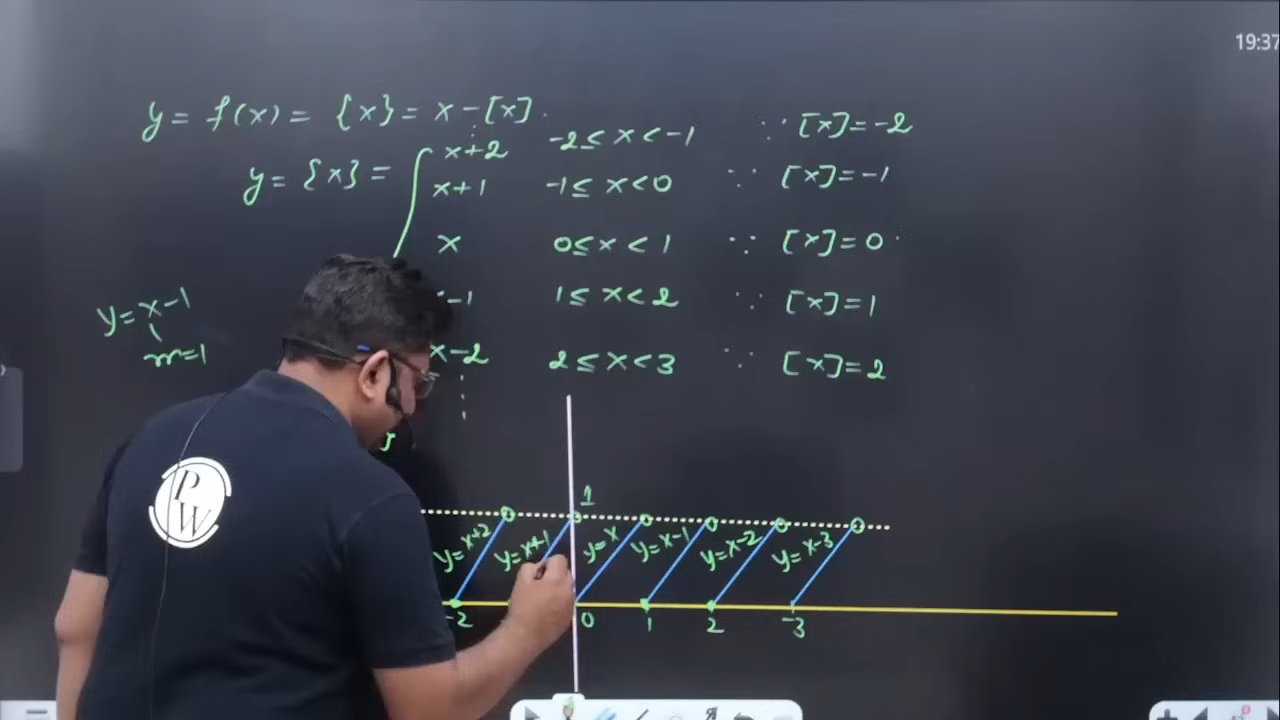 19:37
y = f(x) = {x} = x - [x].
y = {x} =
x+2 -2 ≤ x < -1 ∵ [x] = -2
x+1 -1 ≤ x < 0 ∵ [x] = -1
x 0 ≤ x < 1 ∵ [x] = 0
-1 1 ≤ x < 2 ∵ [x] = 1
x-2 2 ≤ x < 3 ∵ [x] = 2
y = x-1
m=1
PW
1
y=x+2 y=x+1 y=x y=x-1 y=x-2 y=x-3
-2 0 1 2 3